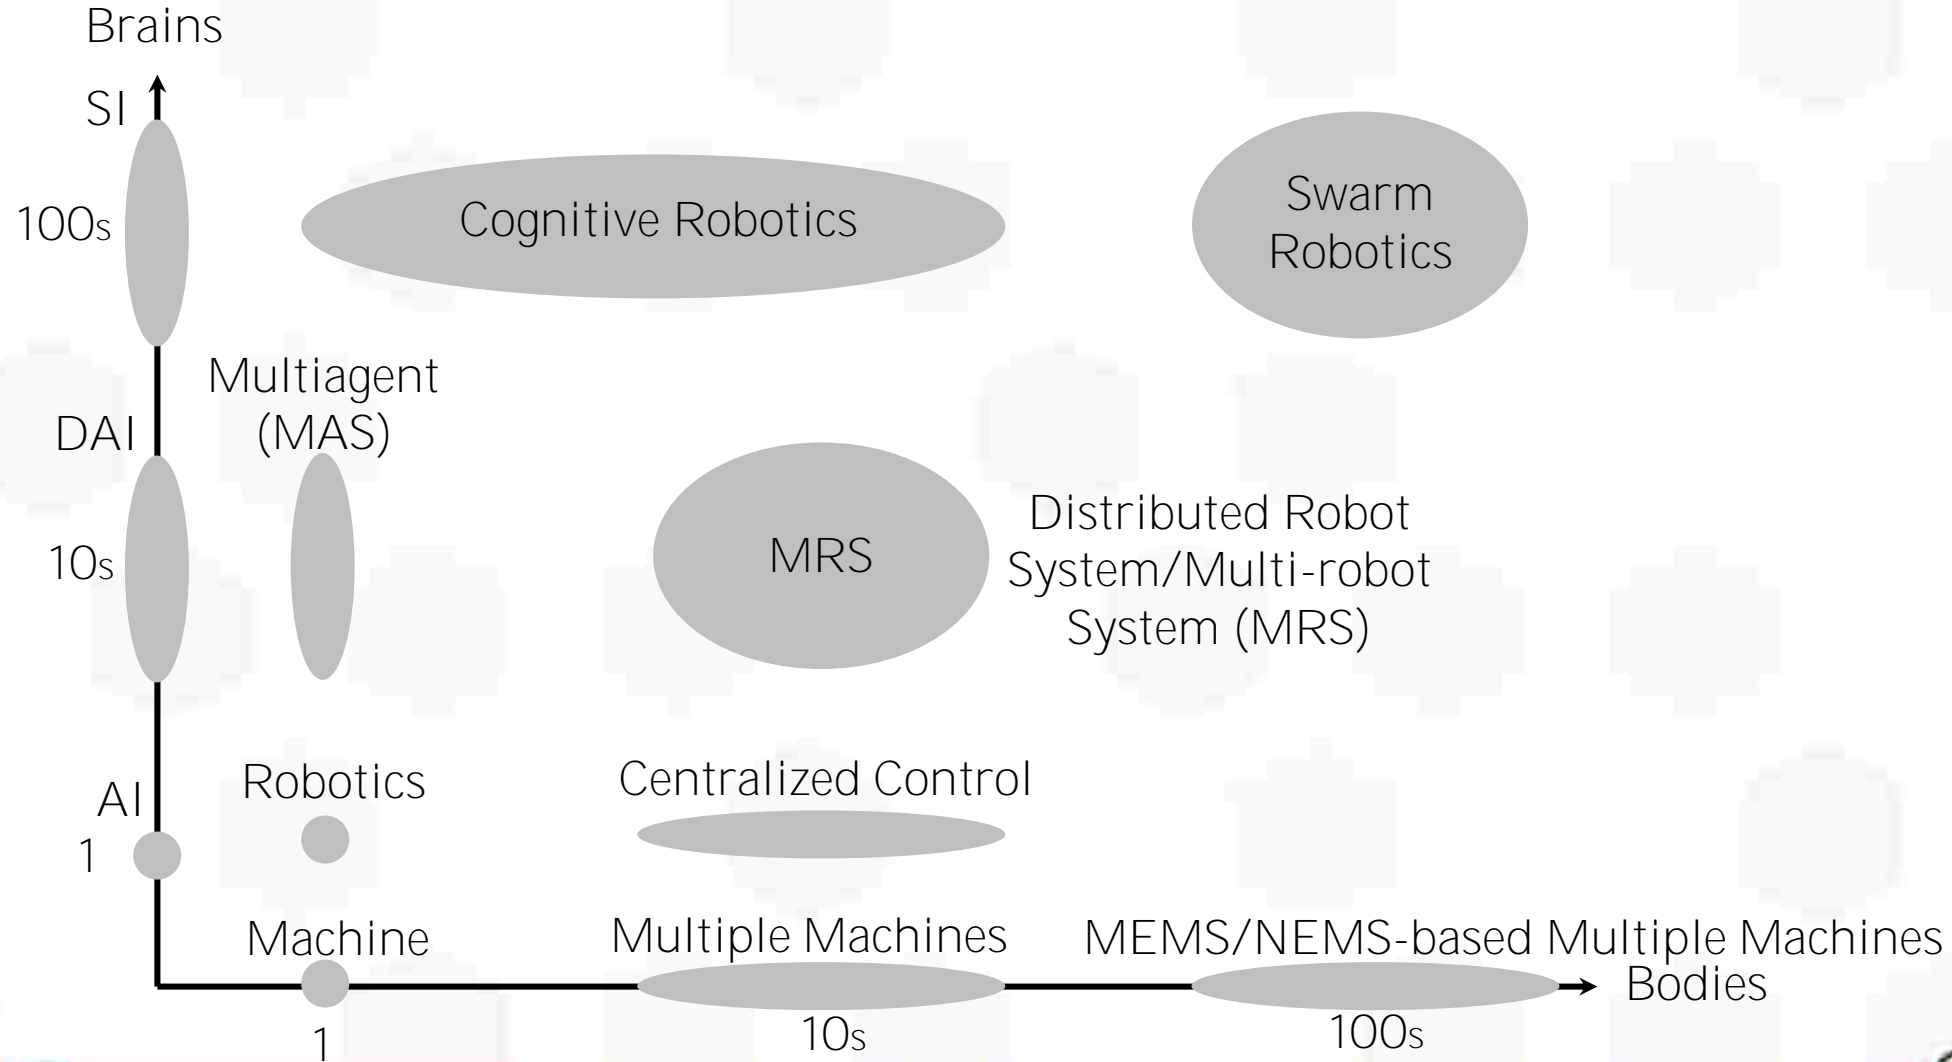 Brains
SI
100s
Cognitive Robotics
Swarm
Robotics
Multiagent
(MAS)
DAI
10s
MRS
Distributed Robot
System/Multi-robot
System (MRS)
AI
1
Robotics
Centralized Control
Machine
Multiple Machines
MEMS/NEMS-based Multiple Machines
Bodies
1
10s
100s